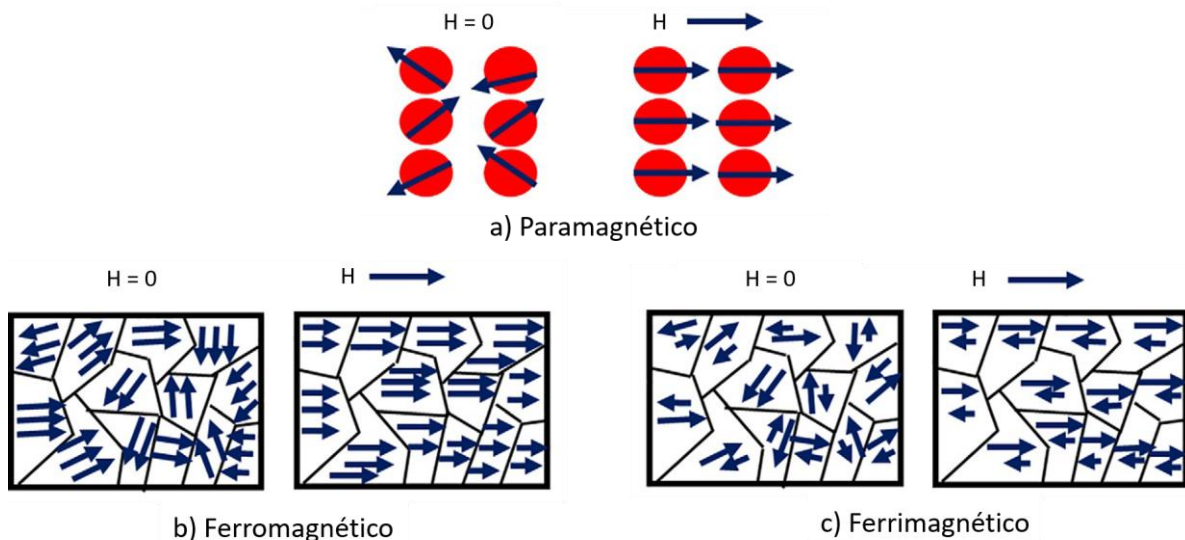 H = 0
H
a) Paramagnético
H = 0
H
b) Ferromagnético
H = 0
H
c) Ferrimagnético